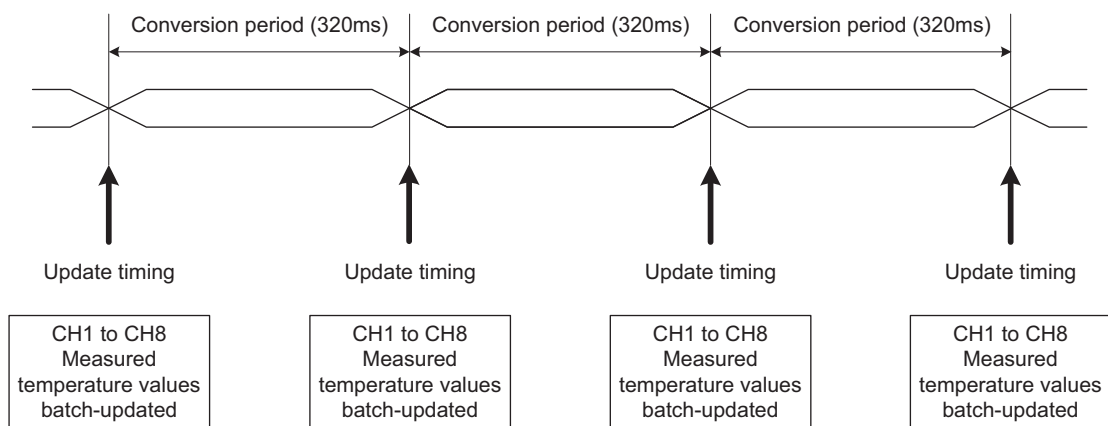 Conversion period (320ms) Conversion period (320ms) Conversion period (320ms)
Update timing Update timing Update timing Update timing
CH1 to CH8
Measured
temperature values
batch-updated
CH1 to CH8
Measured
temperature values
batch-updated
CH1 to CH8
Measured
temperature values
batch-updated
CH1 to CH8
Measured
temperature values
batch-updated